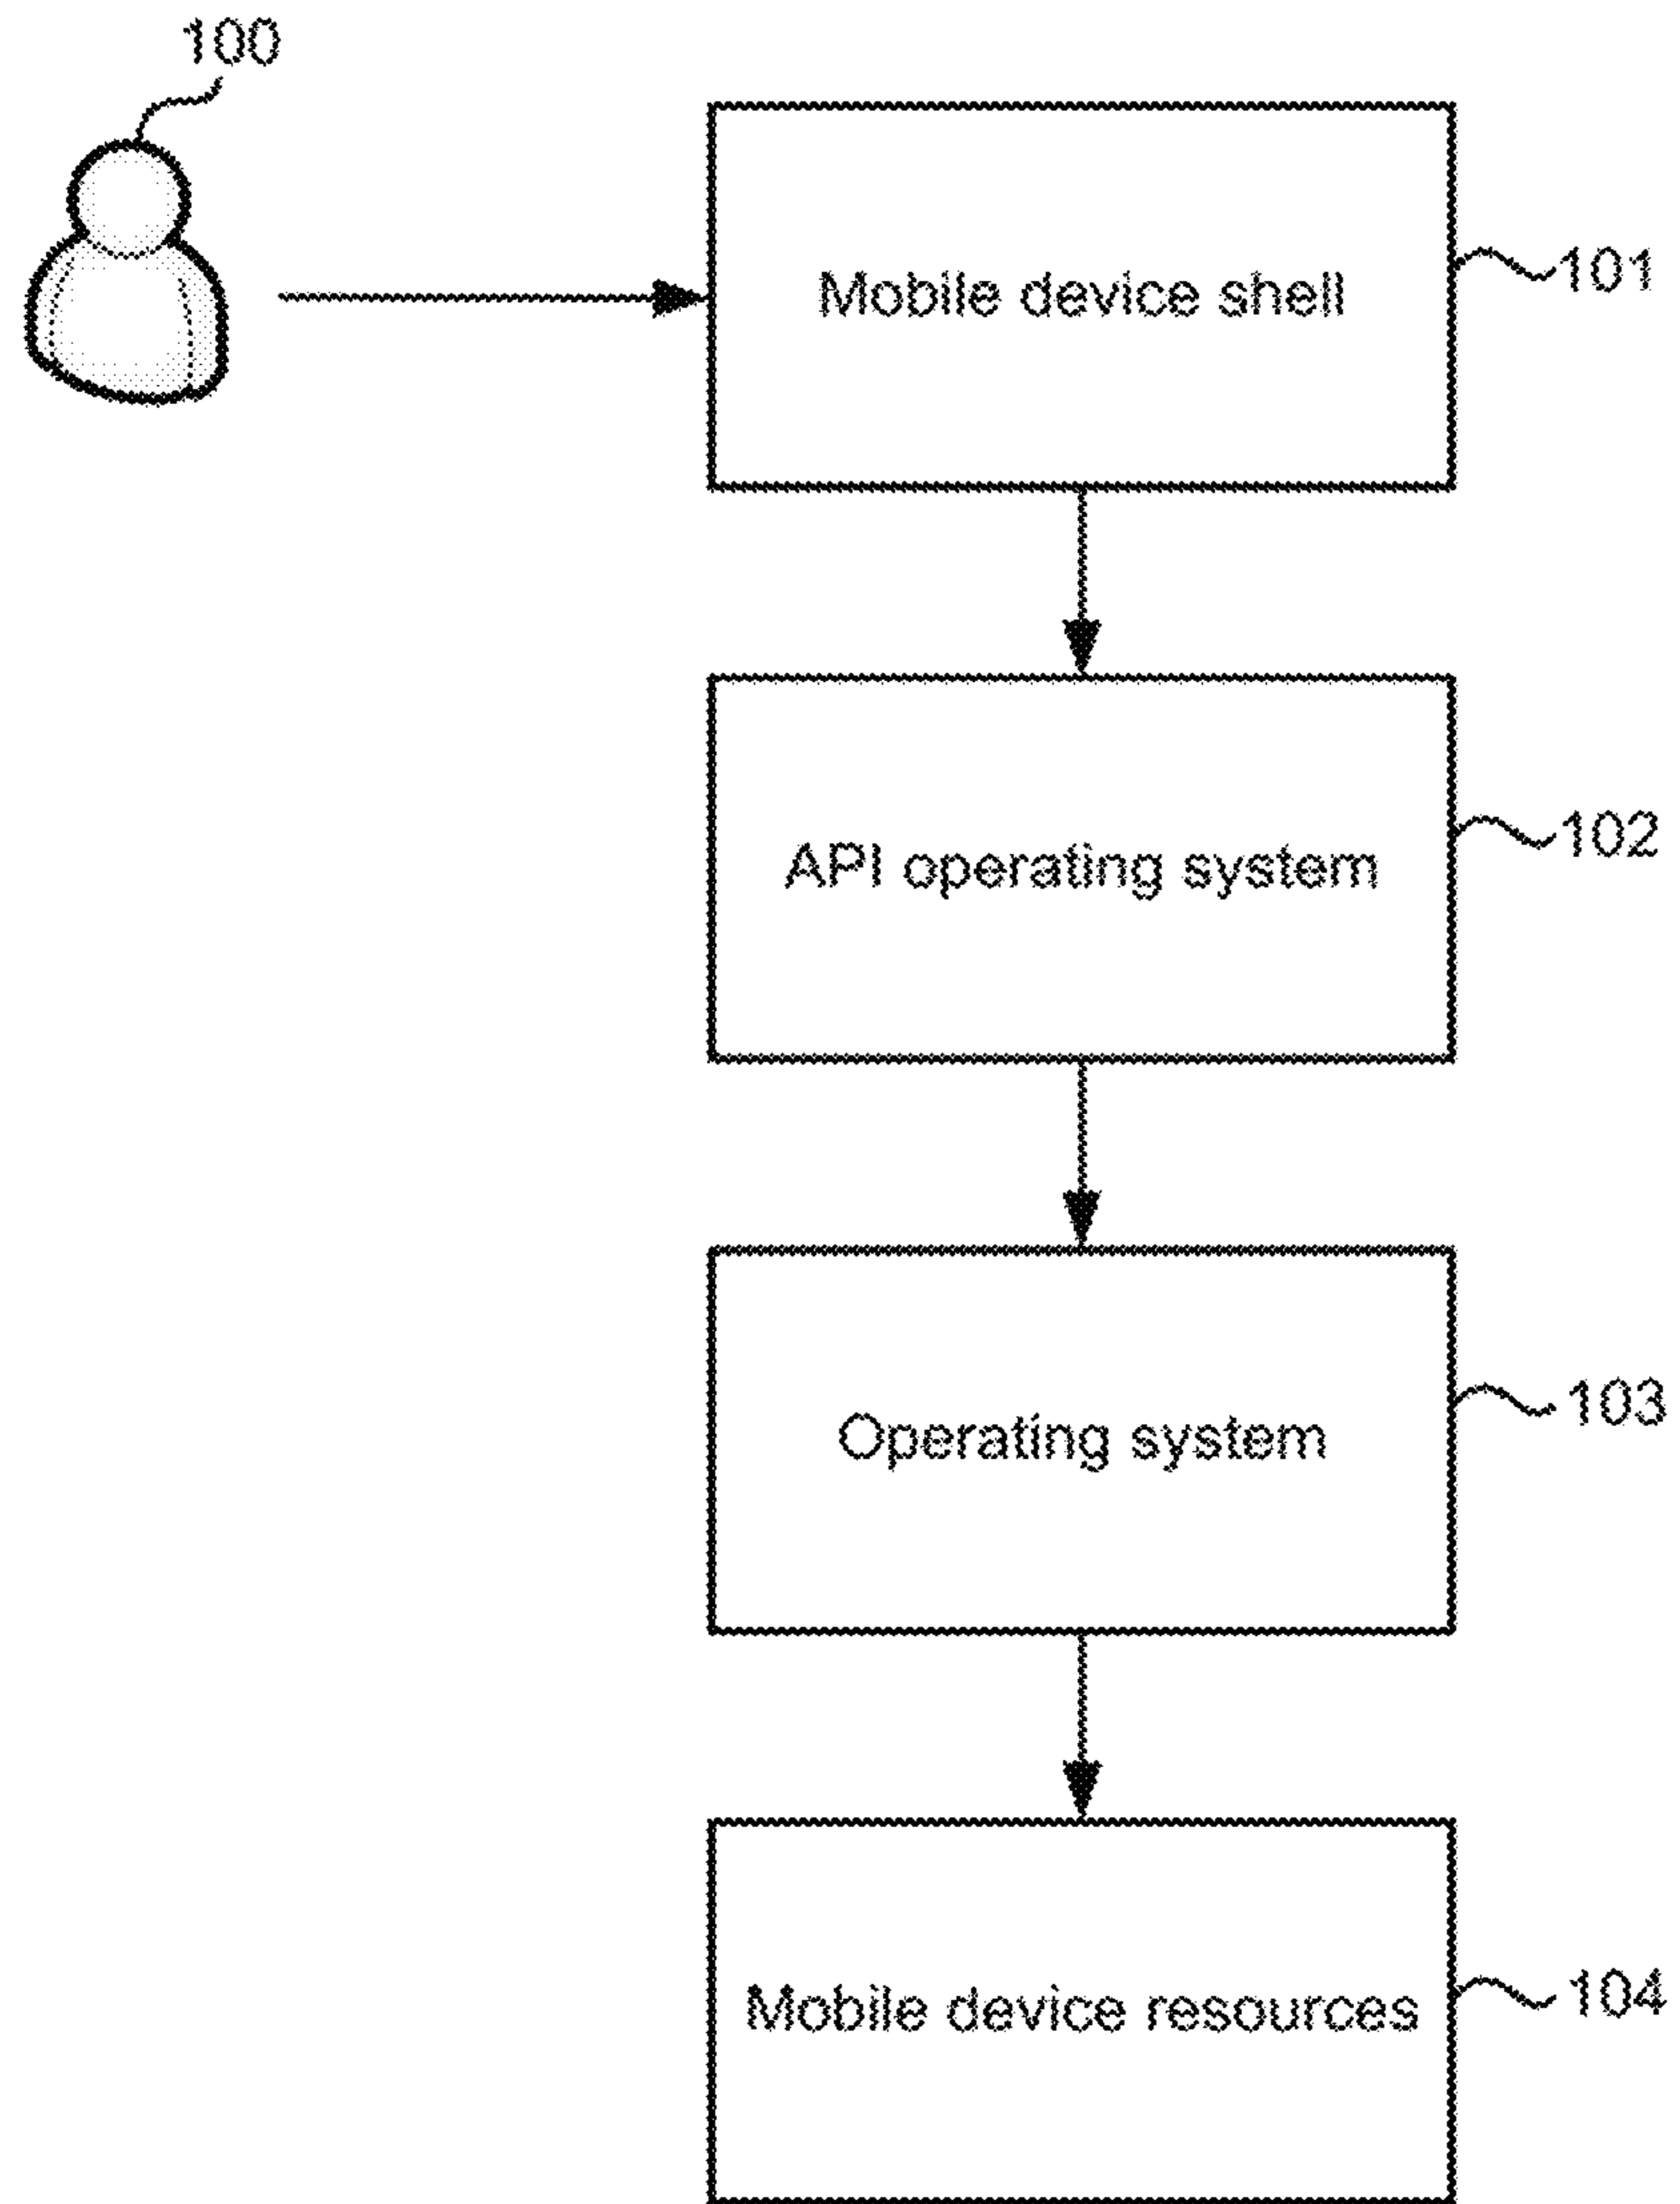 100
Mobile device shell
101
API operating system
102
Operating system
103
Mobile device resources
104